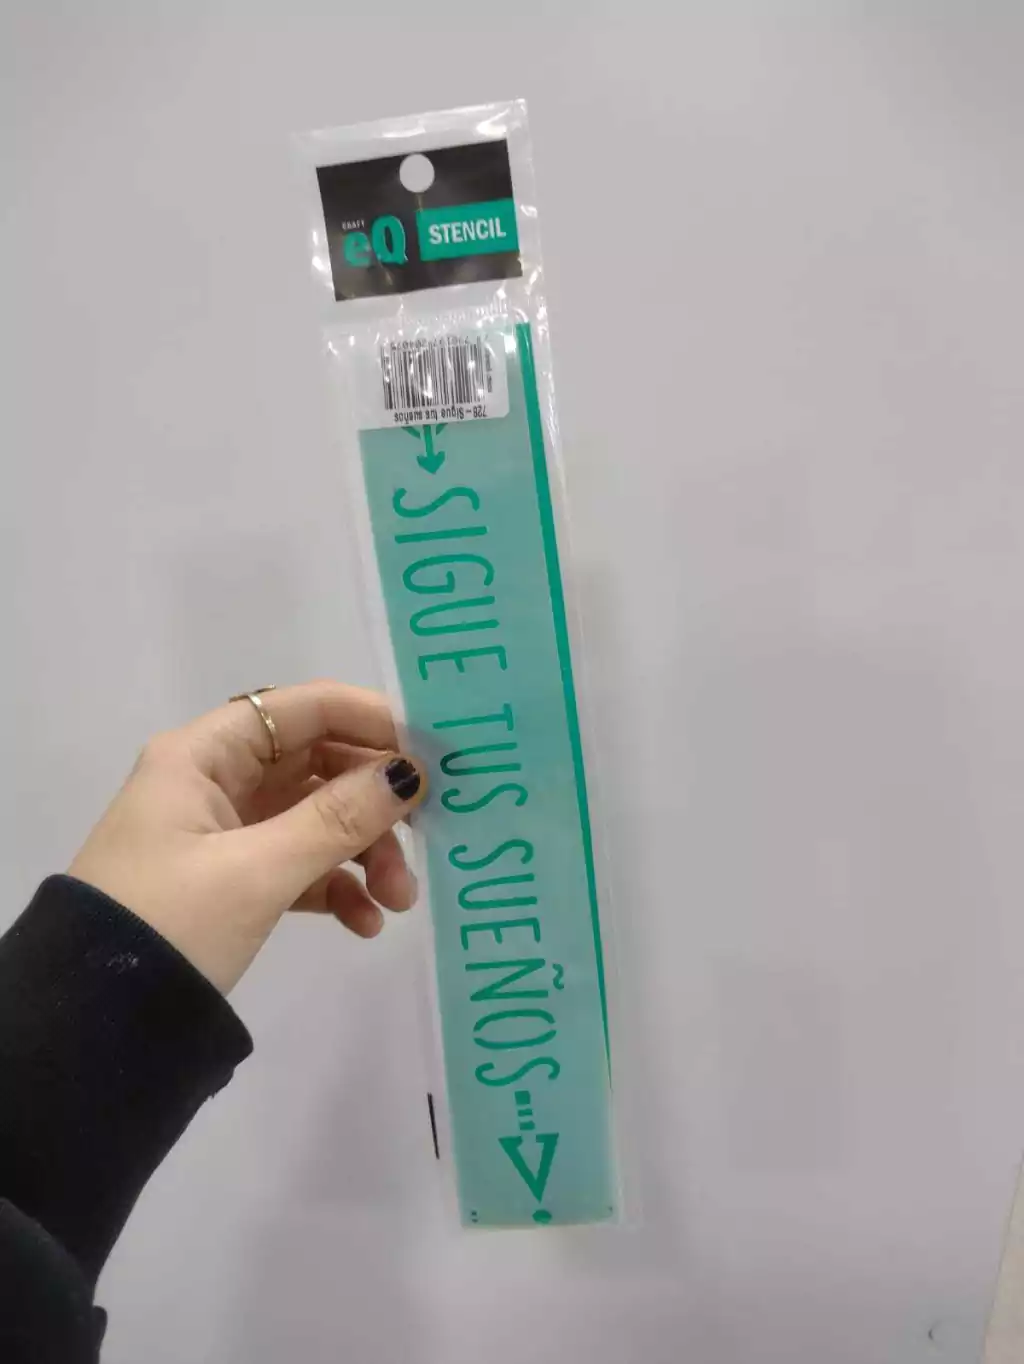 CRAFT
eQ STENCIL
728-Sigue tus sueños
SIGUE TUS SUEÑOS...